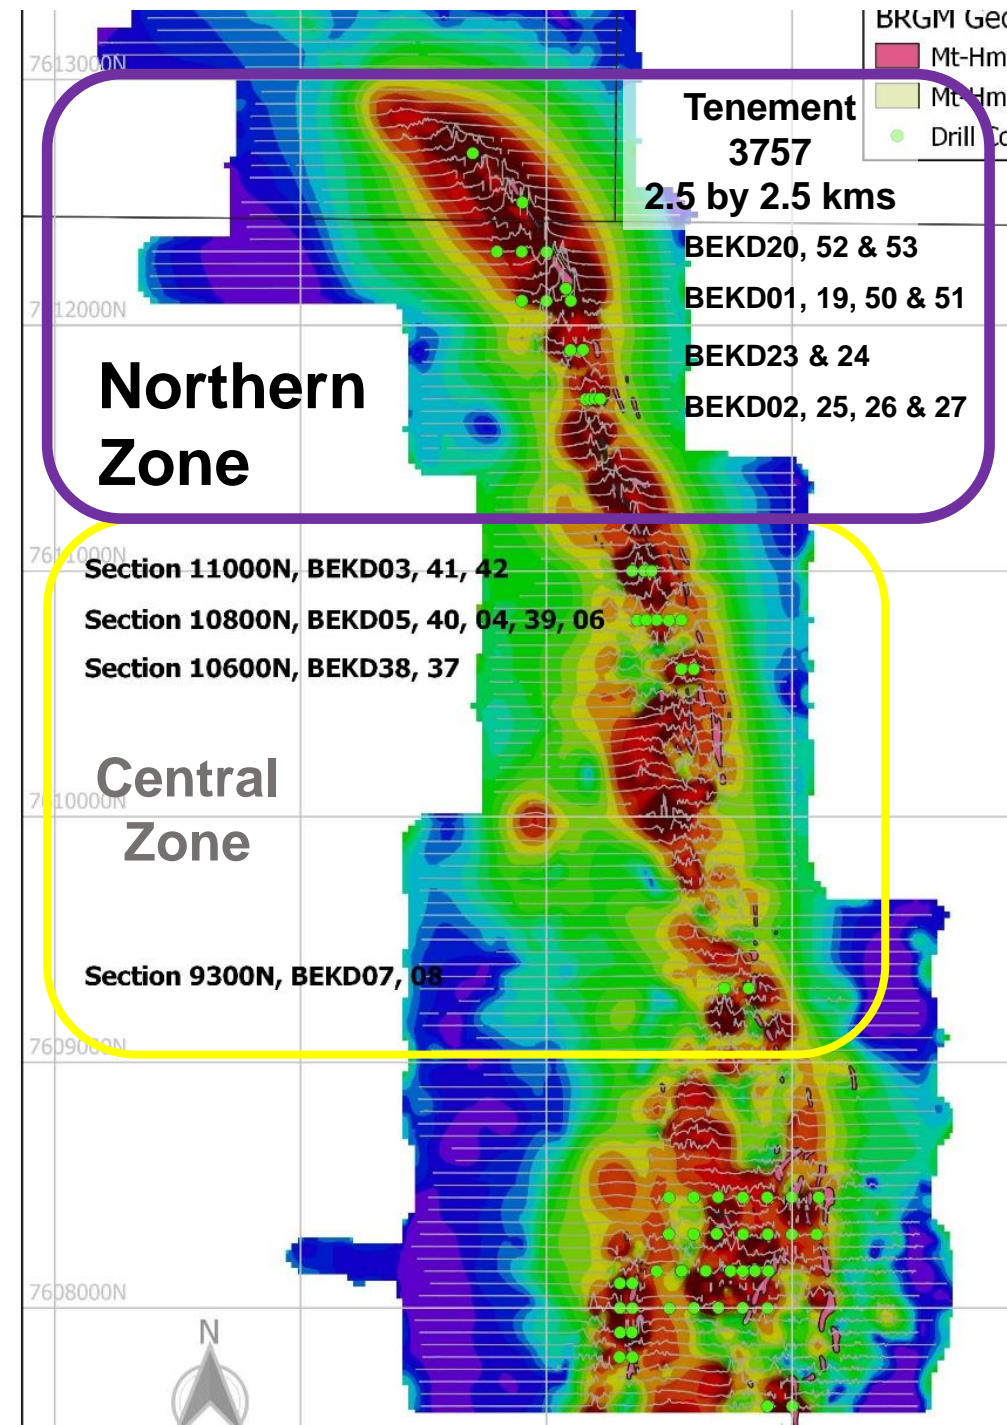 BRGM Geo
Mt-Hm
Mt-Hm
Drill Co
7613000N
Tenement
3757
2.5 by 2.5 kms
BEKD20, 52 & 53
BEKD01, 19, 50 & 51
7612000N
BEKD23 & 24
Northern
Zone
BEKD02, 25, 26 & 27
7611000N
Section 11000N, BEKD03, 41, 42
Section 10800N, BEKD05, 40, 04, 39, 06
Section 10600N, BEKD38, 37
Central
Zone
7610000N
Section 9300N, BEKD07, 08
7609000N
7608000N
N